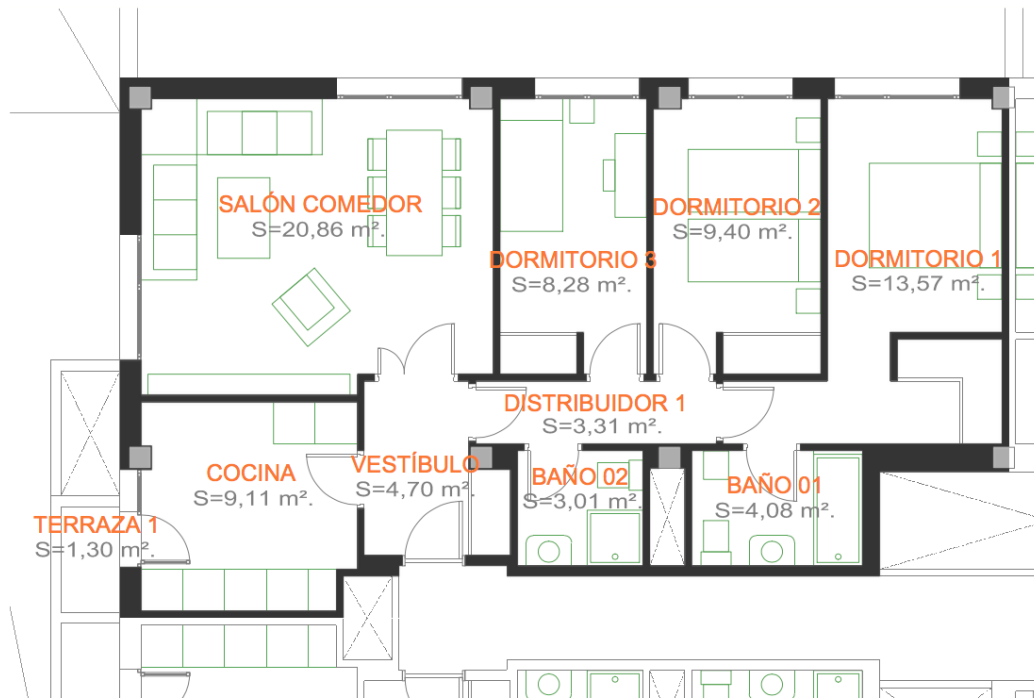 SALÓN COMEDOR
S=20,86 m².
DORMITORIO 3
S=8,28 m².
DORMITORIO 2
S=9,40 m².
DORMITORIO 1
S=13,57 m².
DISTRIBUIDOR 1
S=3,31 m².
COCINA
S=9,11 m².
VESTÍBULO
S=4,70 m².
BAÑO 02
S=3,01 m².
BAÑO 01
S=4,08 m².
TERRAZA 1
S=1,30 m².